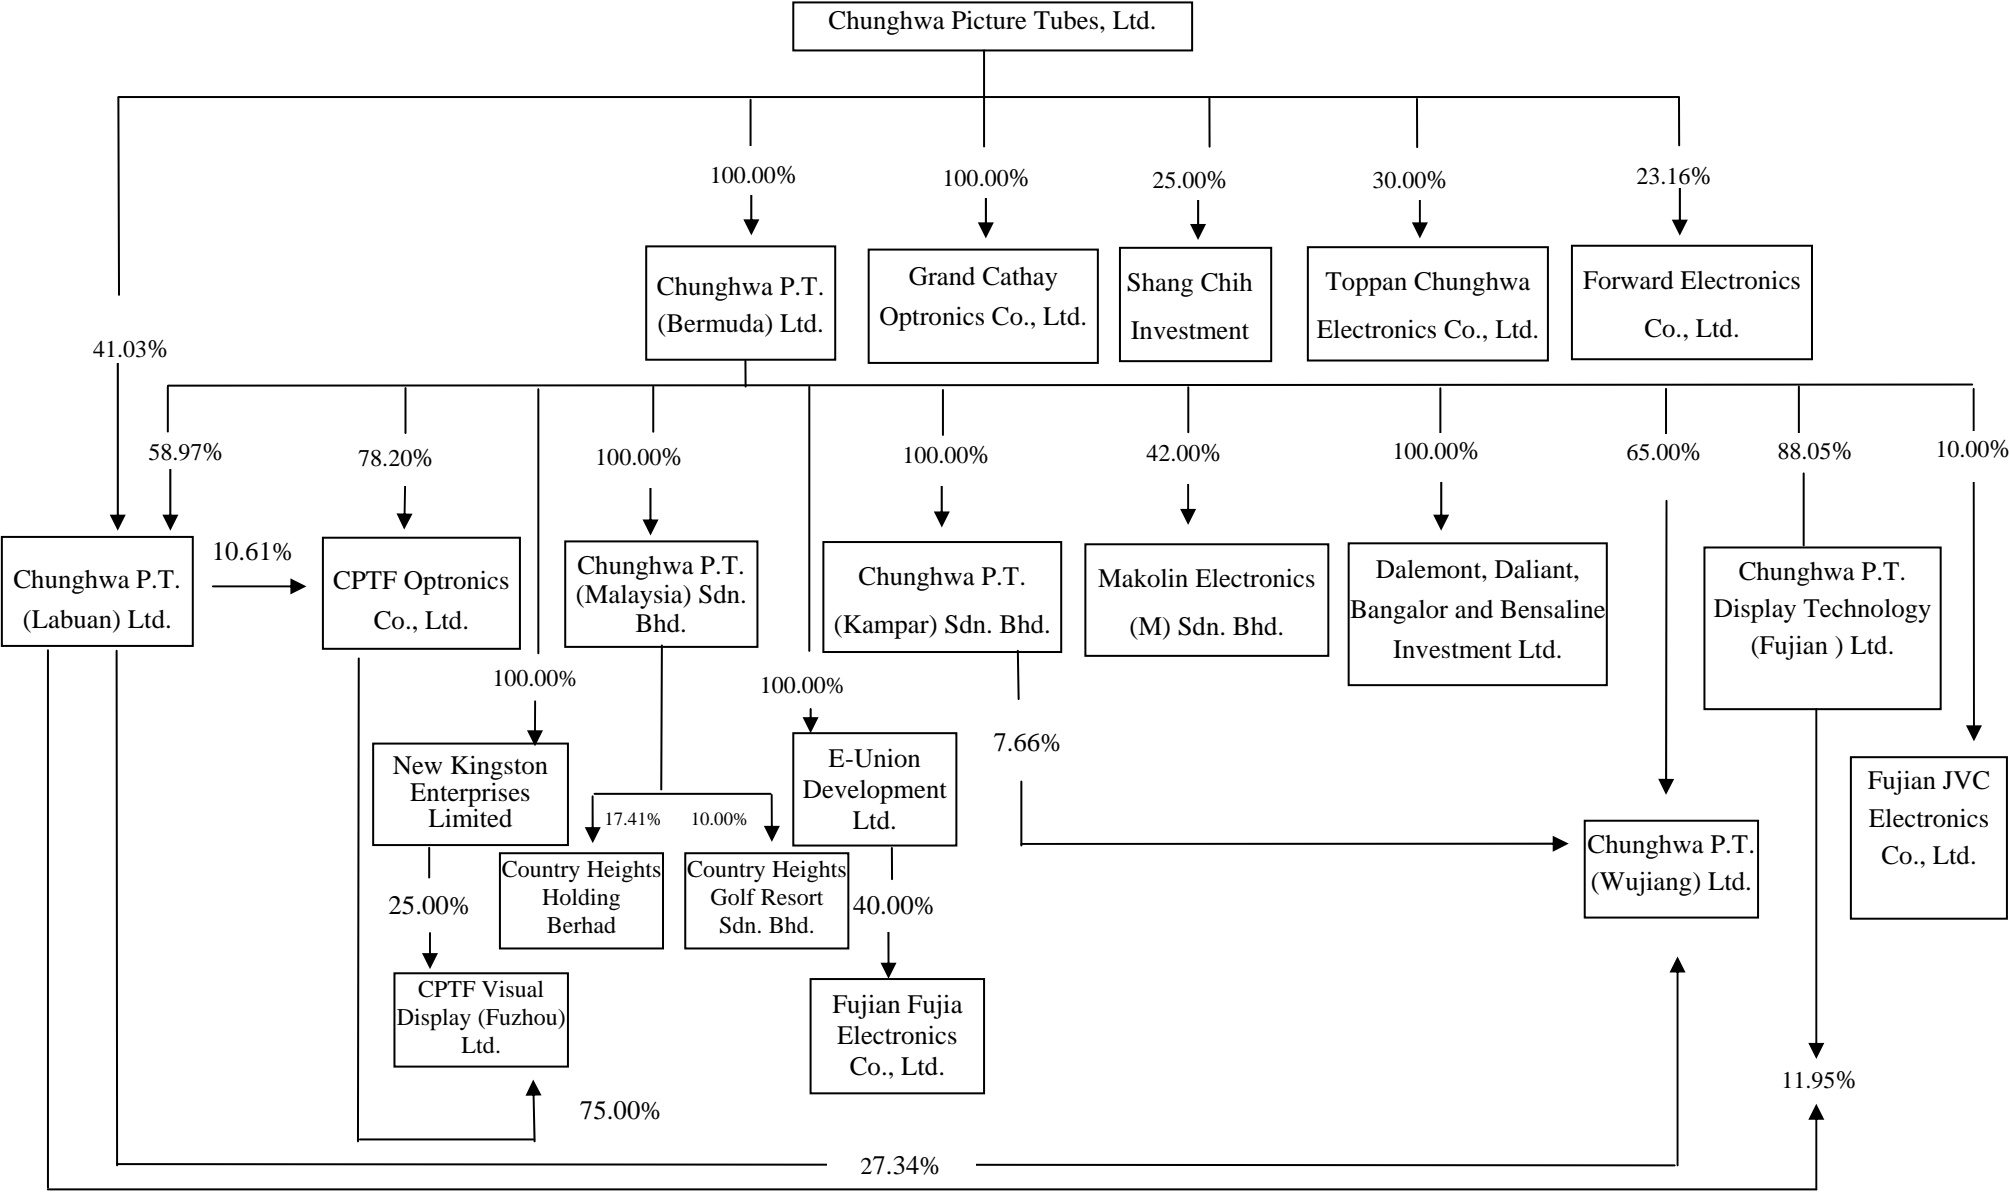 Chunghwa Picture Tubes, Ltd.
100.00%
100.00%
25.00%
30.00%
23.16%
Chunghwa P.T.
(Bermuda) Ltd.
Grand Cathay
Optronics Co., Ltd.
Shang Chih
Investment
Toppan Chunghwa
Electronics Co., Ltd.
Forward Electronics
Co., Ltd.
41.03%
58.97%
78.20%
100.00%
100.00%
42.00%
100.00%
65.00%
88.05%
10.00%
Chunghwa P.T.
(Labuan) Ltd.
10.61%
CPTF Optronics
Co., Ltd.
Chunghwa P.T.
(Malaysia) Sdn.
Bhd.
Chunghwa P.T.
(Kampar) Sdn. Bhd.
Makolin Electronics
(M) Sdn. Bhd.
Dalemont, Daliant,
Bangalor and Bensaline
Investment Ltd.
Chunghwa P.T.
Display Technology
(Fujian ) Ltd.
100.00%
100.00%
7.66%
New Kingston
Enterprises
Limited
17.41%
10.00%
E-Union
Development
Ltd.
Fujian JVC
Electronics
Co., Ltd.
Chunghwa P.T.
(Wujiang) Ltd.
25.00%
Country Heights
Holding
Berhad
Country Heights
Golf Resort
Sdn. Bhd.
40.00%
CPTF Visual
Display (Fuzhou)
Ltd.
Fujian Fujia
Electronics
Co., Ltd.
11.95%
75.00%
27.34%